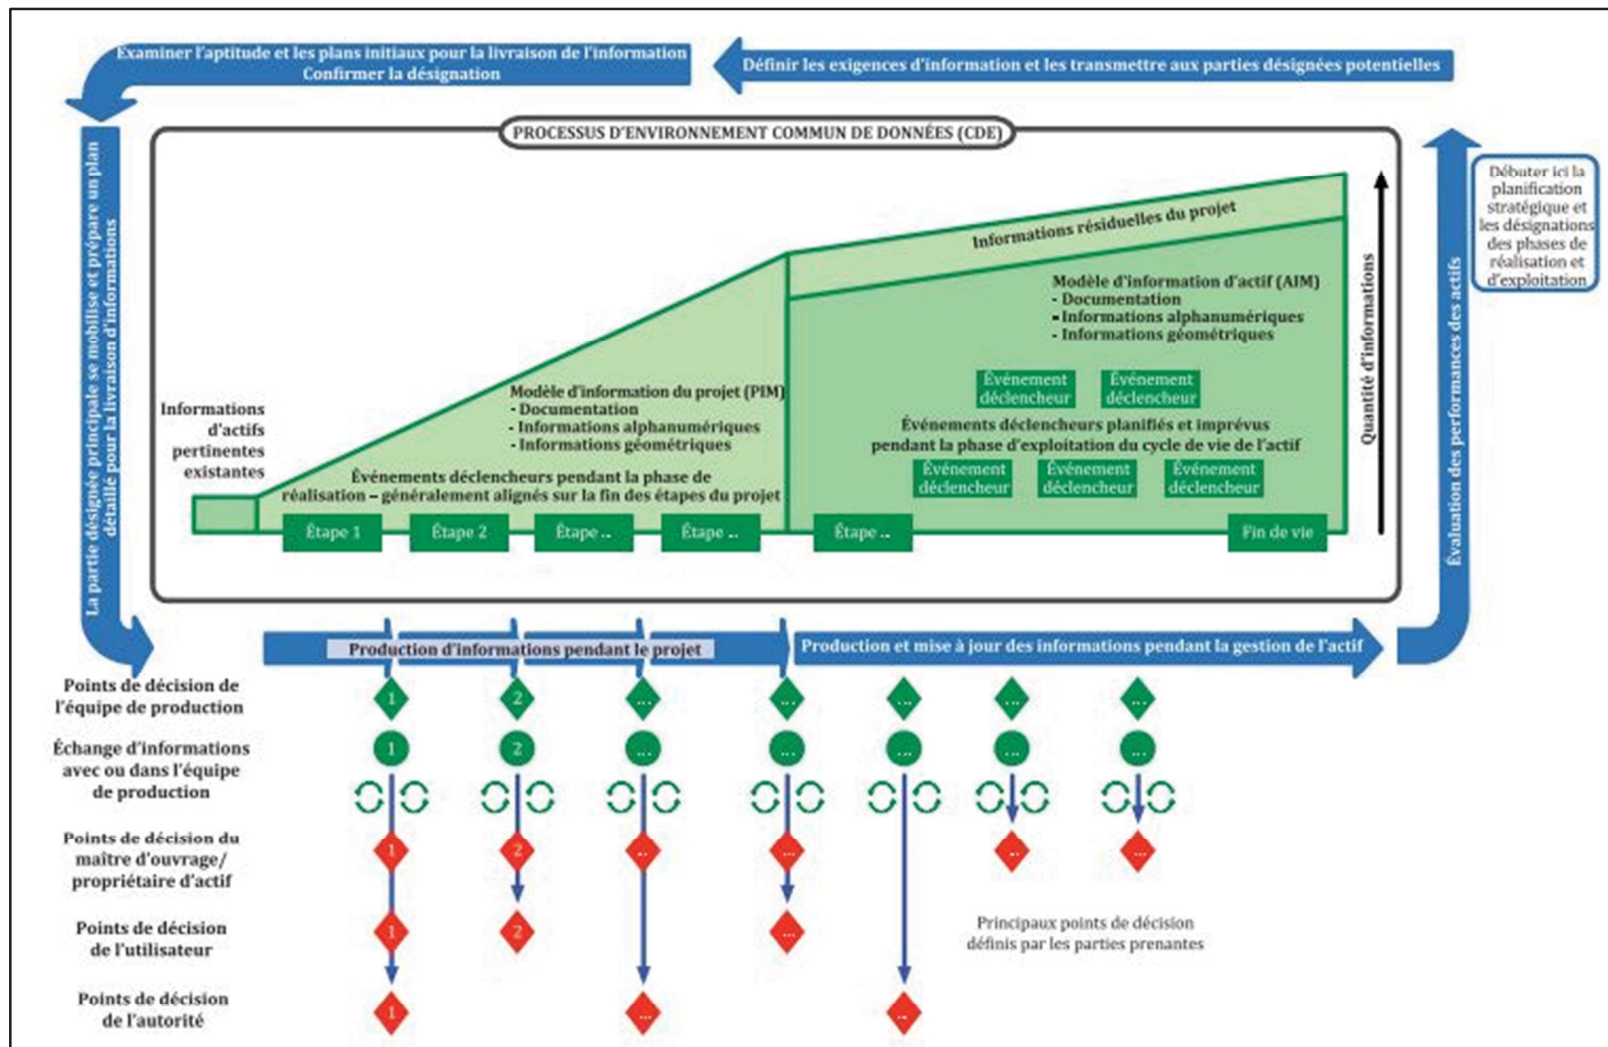 Examiner l'aptitude et les plans initiaux pour la livraison de l'information
Confirmer la désignation
Définir les exigences d'information et les transmettre aux parties désignées potentielles
La partie désignée principale se mobilise et prépare un plan
détaillé pour la livraison d'informations
PROCESSUS D'ENVIRONNEMENT COMMUN DE DONNÉES (CDE)
Débuter ici la
planification
stratégique et
les désignations
des phases de
réalisation et
d'exploitation
Évaluation des performances des actifs
Quantité d'informations
Informations résiduelles du projet
Modèle d'information d'actif (AIM)
- Documentation
- Informations alphanumériques
- Informations géométriques
Événement
déclencheur
Événement
déclencheur
Événements déclencheurs planifiés et imprévus
pendant la phase d'exploitation du cycle de vie de l'actif
Événement
déclencheur
Événement
déclencheur
Événement
déclencheur
Modèle d'information du projet (PIM)
- Documentation
- Informations alphanumériques
- Informations géométriques
Informations
d'actifs
pertinentes
existantes
Événements déclencheurs pendant la phase de
réalisation – généralement alignés sur la fin des étapes du projet
Étape 1
Étape 2
Étape ...
Étape ...
Étape ...
Fin de vie
Production d'informations pendant le projet
Production et mise à jour des informations pendant la gestion de l'actif
Points de décision de
l'équipe de production
1 2 ... ... ... ... ...
Échange d'informations
avec ou dans l'équipe
de production
1 2 ... ... ... ... ...
Points de décision du
maître d'ouvrage/
propriétaire d'actif
1 2 ... ... ... ...
Points de décision
de l'utilisateur
1 2 ...
Principaux points de décision
définis par les parties prenantes
Points de décision
de l'autorité
1 ... ...